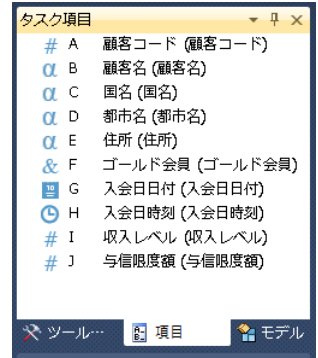 タスク項目
# A 顧客コード (顧客コード)
α B 顧客名 (顧客名)
α C 国名 (国名)
α D 都市名 (都市名)
α E 住所 (住所)
& F ゴールド会員 (ゴールド会員)
10 G 入会日日付 (入会日日付)
H 入会日時刻 (入会日時刻)
# I 収入レベル (収入レベル)
# J 与信限度額 (与信限度額)
ツール… 項目 モデル